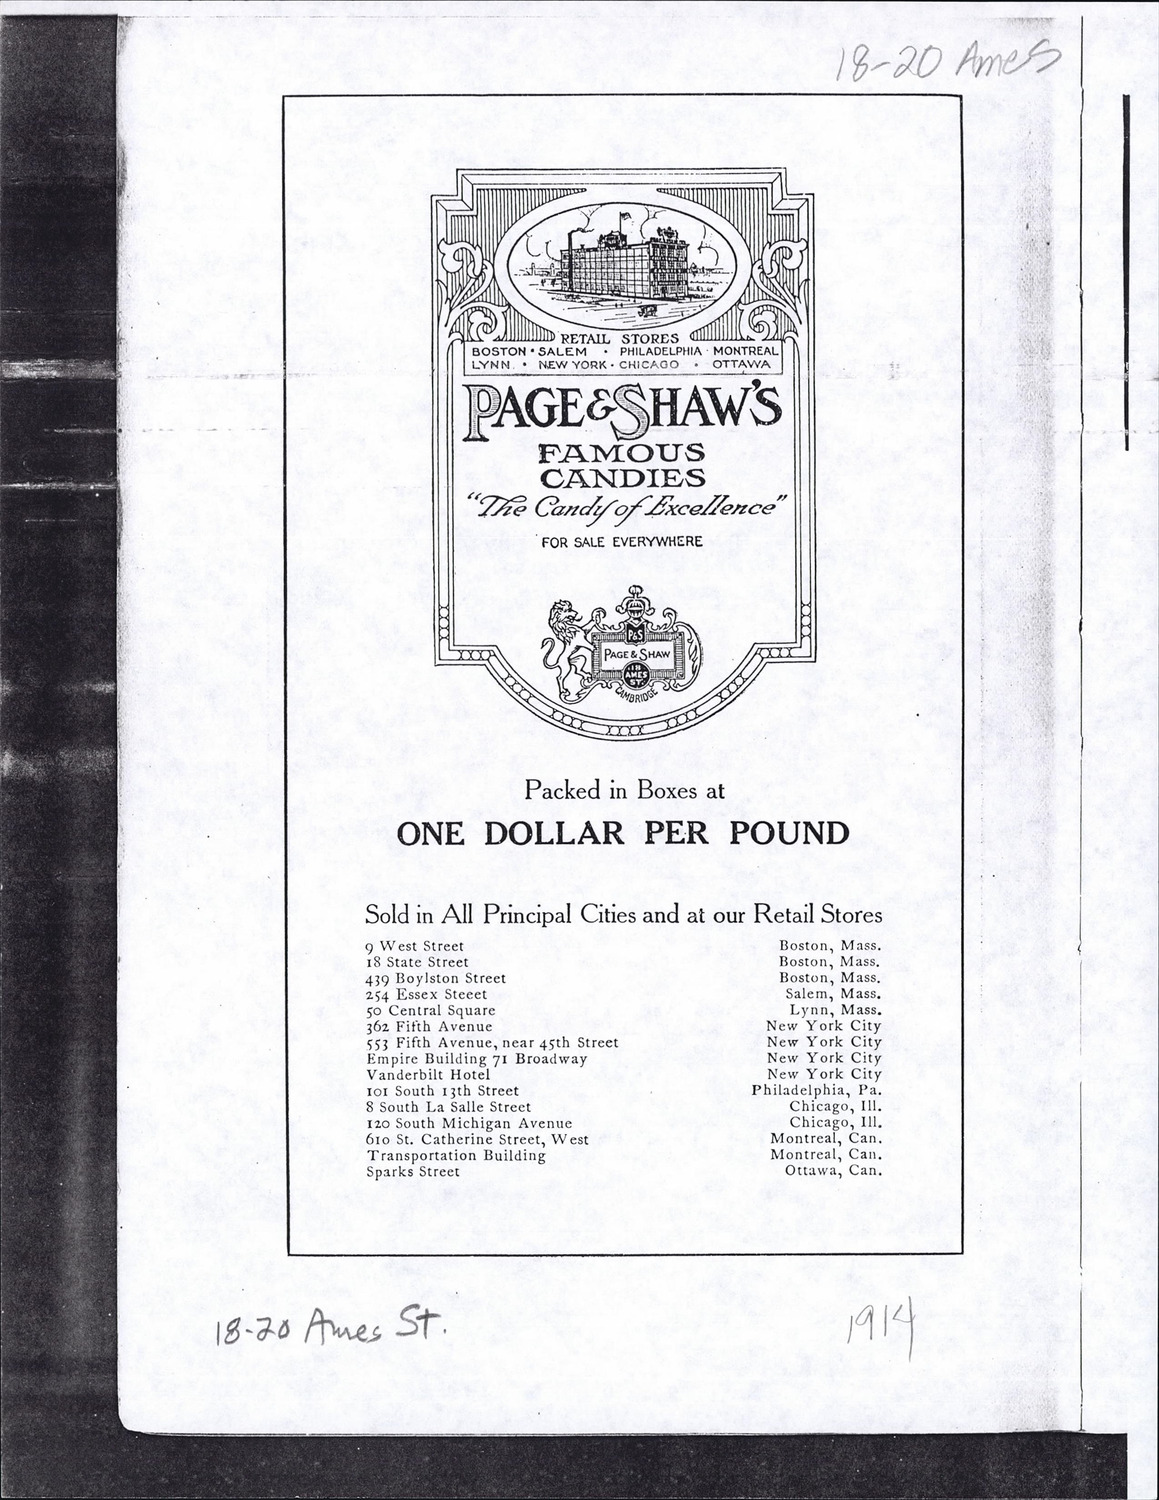 18-20 Ames
RETAIL STORES
BOSTON • SALEM • PHILADELPHIA • MONTREAL
LYNN. • NEW YORK • CHICAGO • OTTAWA
PAGE & SHAW'S
FAMOUS
CANDIES
"The Candy of Excellence"
FOR SALE EVERYWHERE
P&S
PAGE & SHAW
18
AMES
ST.
CAMBRIDGE
Packed in Boxes at
ONE DOLLAR PER POUND
Sold in All Principal Cities and at our Retail Stores
9 West Street Boston, Mass.
18 State Street Boston, Mass.
439 Boylston Street Boston, Mass.
254 Essex Steeet Salem, Mass.
50 Central Square Lynn, Mass.
362 Fifth Avenue New York City
553 Fifth Avenue, near 45th Street New York City
Empire Building 71 Broadway New York City
Vanderbilt Hotel New York City
101 South 13th Street Philadelphia, Pa.
8 South La Salle Street Chicago, Ill.
120 South Michigan Avenue Chicago, Ill.
610 St. Catherine Street, West Montreal, Can.
Transportation Building Montreal, Can.
Sparks Street Ottawa, Can.
18-20 Ames St. 1914